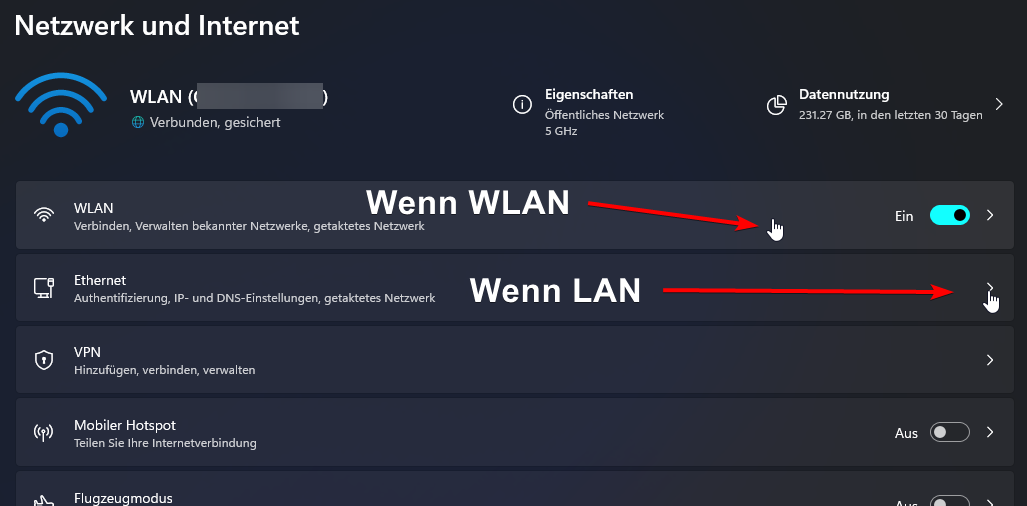 Netzwerk und Internet
WLAN ( )
Verbunden, gesichert
Eigenschaften
Öffentliches Netzwerk
5 GHz
Datennutzung
231.27 GB, in den letzten 30 Tagen
WLAN
Verbinden, Verwalten bekannter Netzwerke, getaktetes Netzwerk
Wenn WLAN
Ein
Ethernet
Authentifizierung, IP- und DNS-Einstellungen, getaktetes Netzwerk
Wenn LAN
VPN
Hinzufügen, verbinden, verwalten
Mobiler Hotspot
Teilen Sie Ihre Internetverbindung
Aus
Flugzeugmodus
Aus